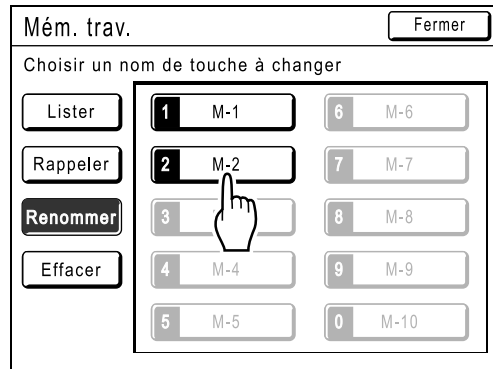 Mém. trav.
Fermer
Choisir un nom de touche à changer
Lister
Rappeler
Renommer
Effacer
1 M-1
2 M-2
3
4 M-4
5 M-5
6 M-6
7 M-7
8 M-8
9 M-9
0 M-10